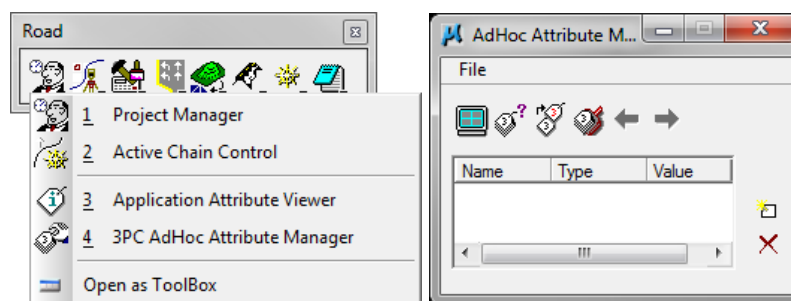 Road
1 Project Manager
2 Active Chain Control
3 Application Attribute Viewer
4 3PC AdHoc Attribute Manager
Open as ToolBox
AdHoc Attribute M...
File
Name Type Value